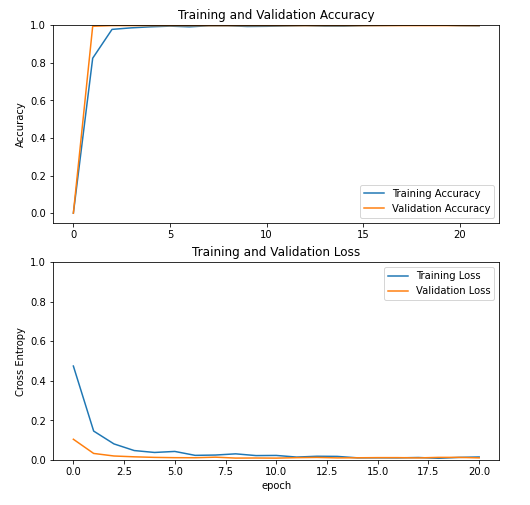 Training and Validation Accuracy
1.0
0.8
0.6
0.4
0.2
0.0
Accuracy
Training Accuracy
Validation Accuracy
0 5 10 15 20
Training and Validation Loss
1.0
0.8
0.6
0.4
0.2
0.0
Cross Entropy
Training Loss
Validation Loss
0.0 2.5 5.0 7.5 10.0 12.5 15.0 17.5 20.0
epoch